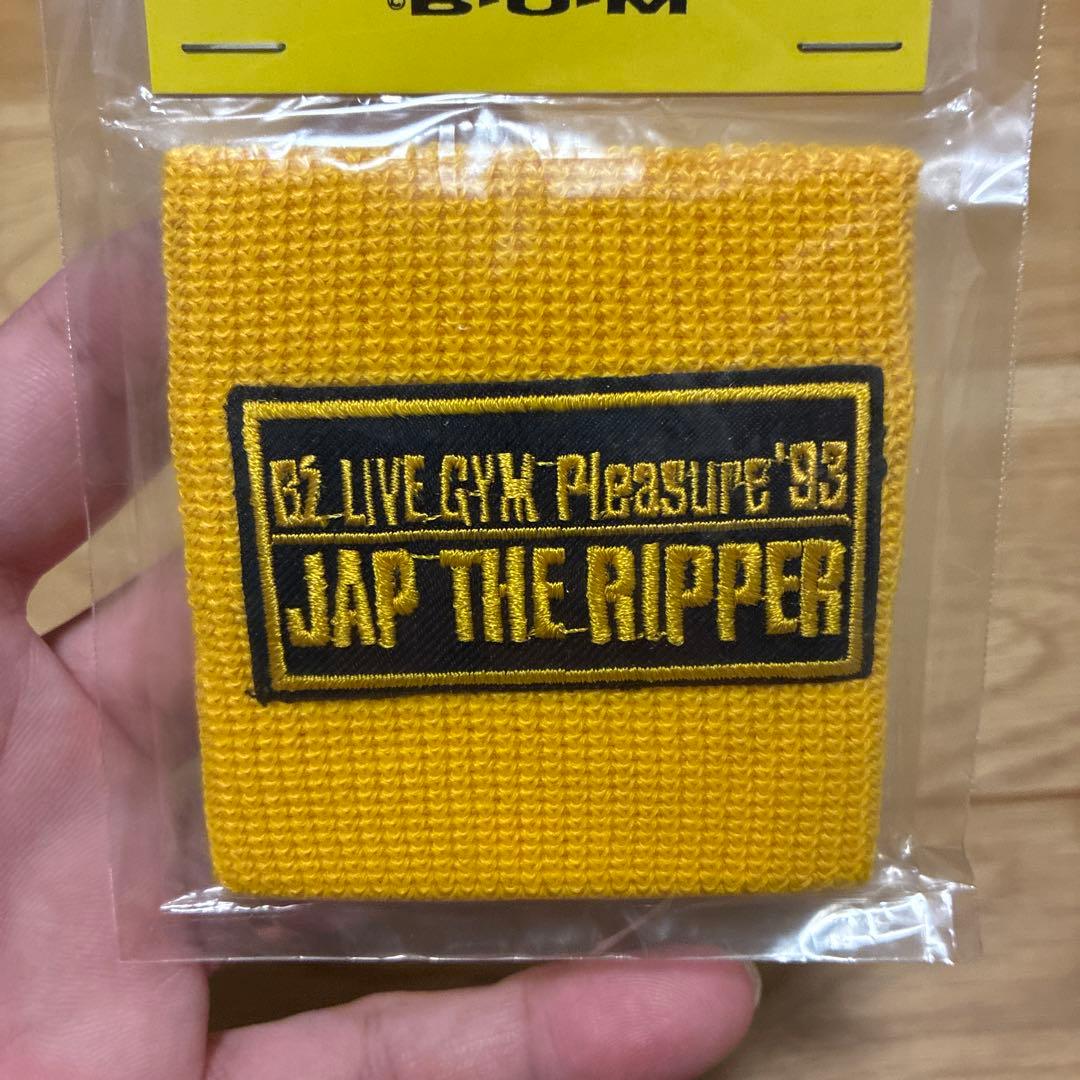 ©B·U·M
B'z LIVE GYM Pleasure '93
JAP THE RIPPER